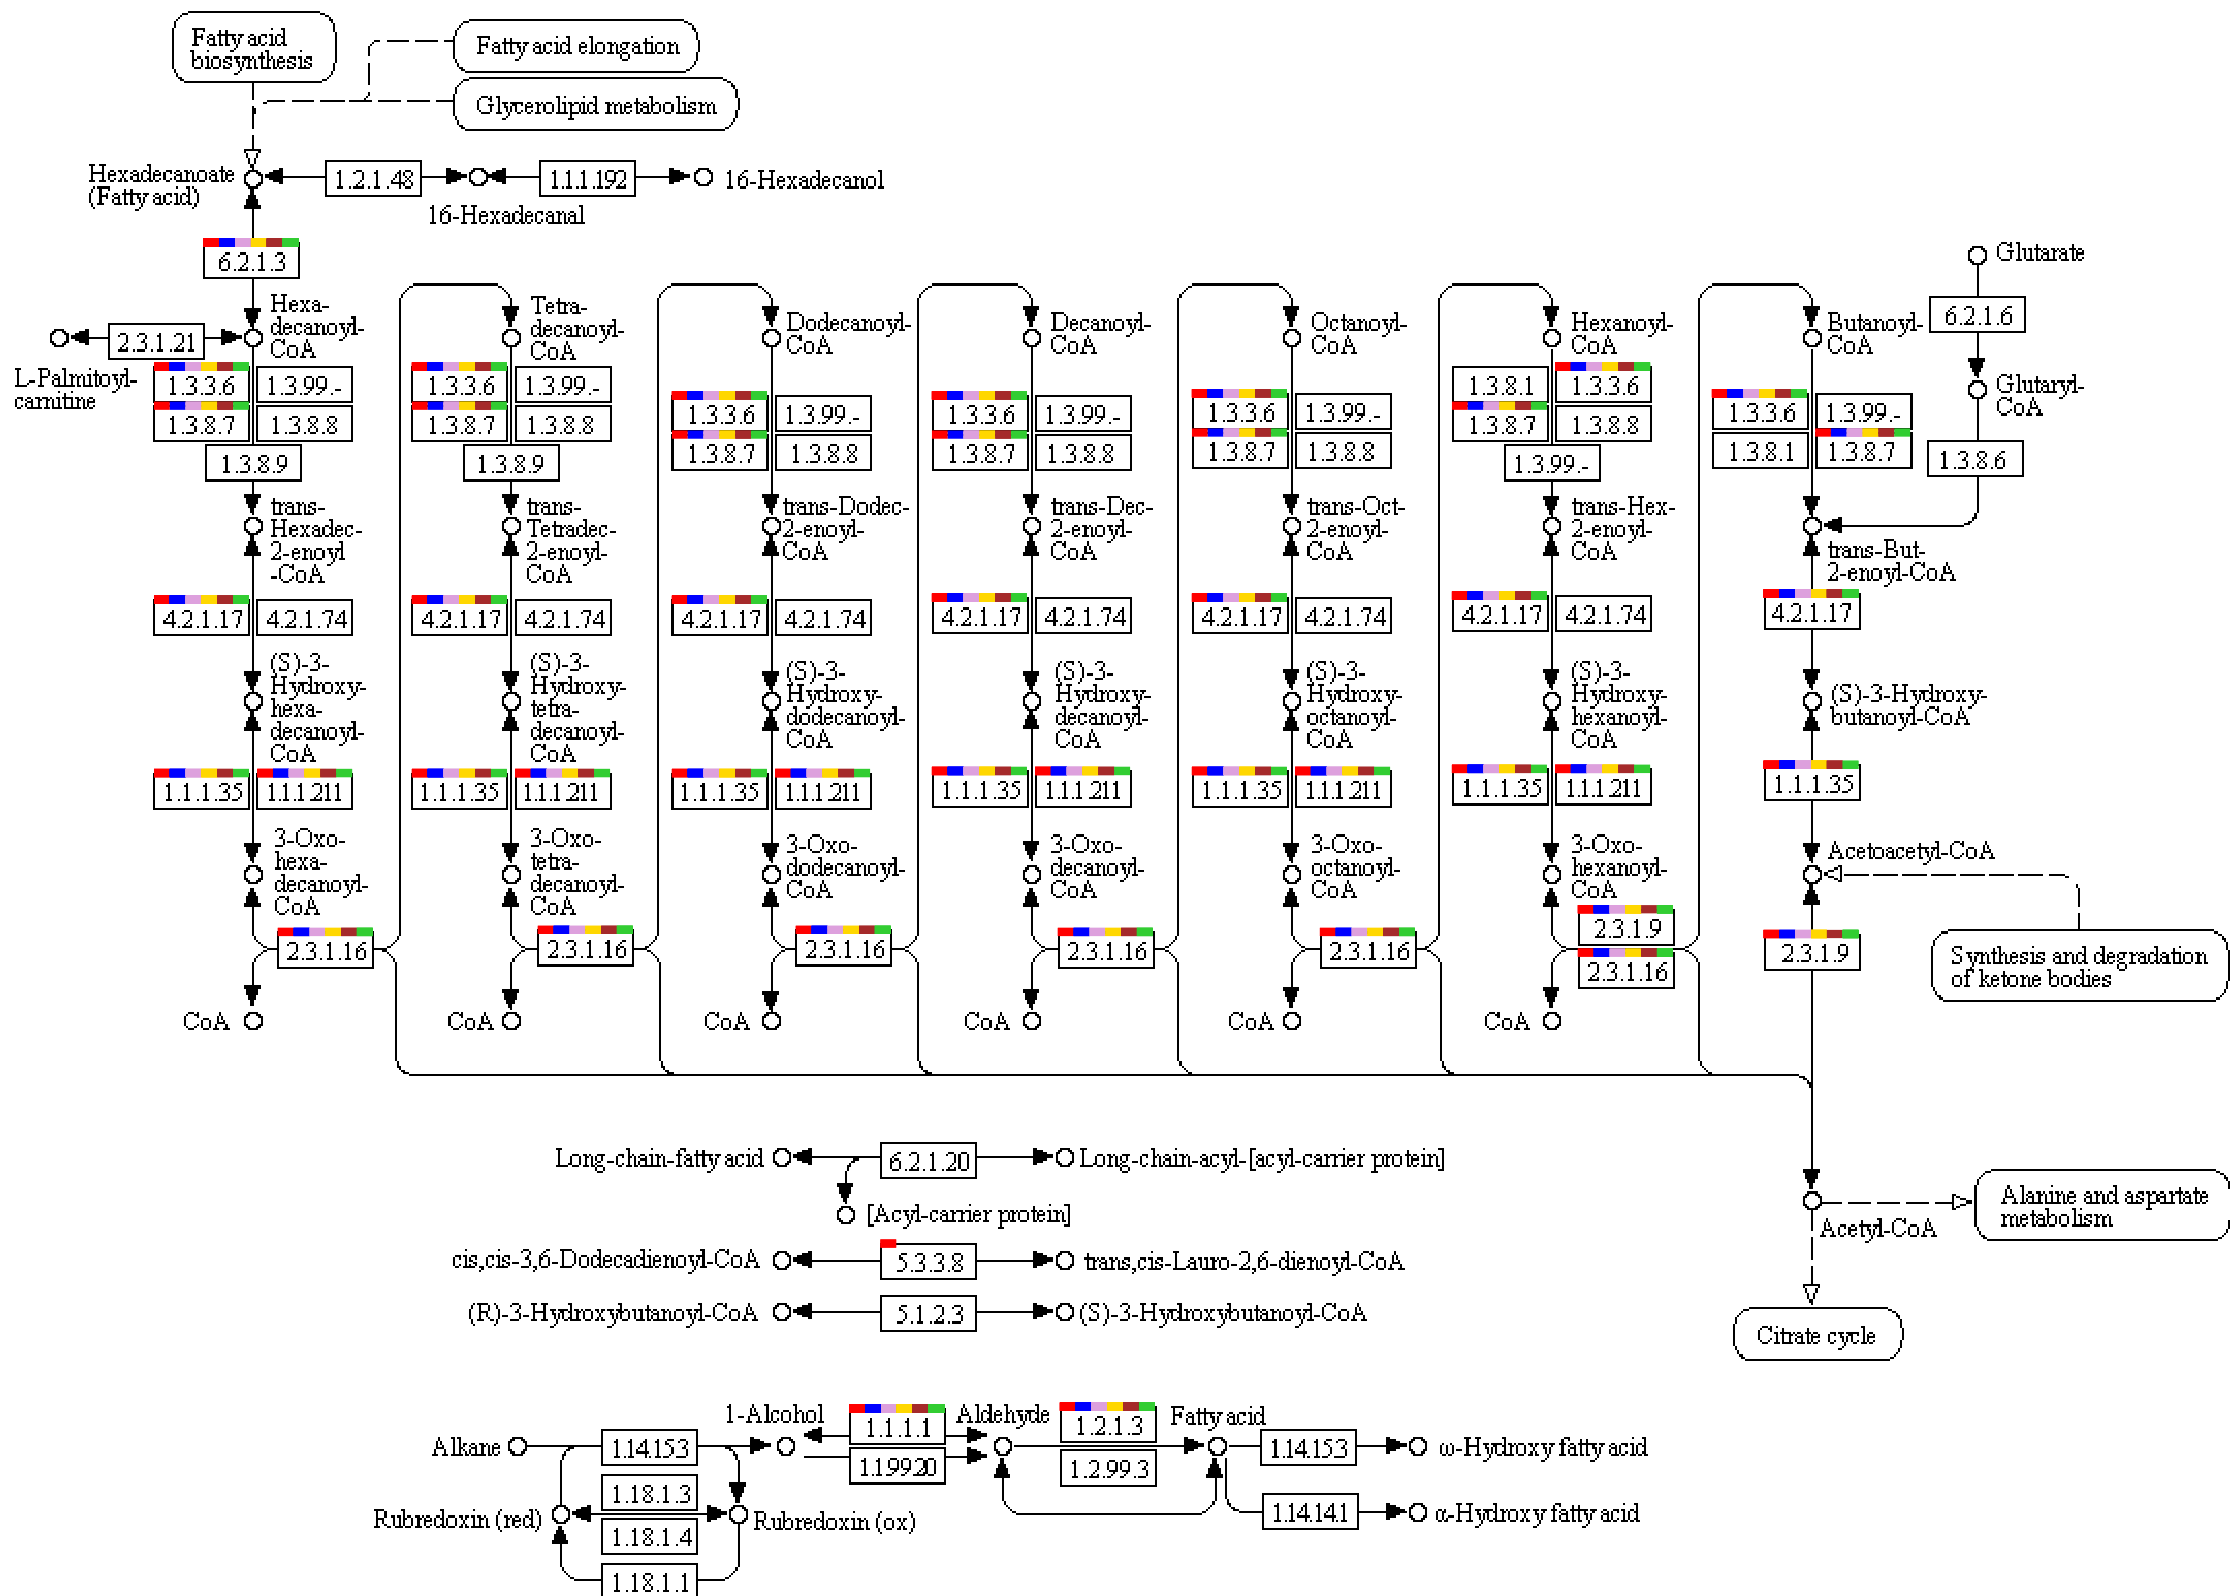 Fatty acid
biosynthesis
Fatty acid elongation
Glycerolipid metabolism
Hexadecanoate
(Fatty acid)
1.2.1.48
1.1.1.192
16-Hexadecanol
16-Hexadecanal
6.2.1.3
Glutarate
6.2.1.6
Glutaryl-
CoA
1.3.8.6
2.3.1.21
L-Palmitoyl-
carnitine
Hexa-
decanoyl-
CoA
1.3.3.6
1.3.99.-
1.3.8.7
1.3.8.8
1.3.8.9
trans-
Hexadec-
2-enoyl
-CoA
4.2.1.17
4.2.1.74
(S)-3-
Hydroxy-
hexa-
decanoyl-
CoA
1.1.1.35
1.1.1.211
3-Oxo-
hexa-
decanoyl-
CoA
2.3.1.16
CoA
Tetra-
decanoyl-
CoA
1.3.3.6
1.3.99.-
1.3.8.7
1.3.8.8
1.3.8.9
trans-
Tetradec-
2-enoyl-
CoA
4.2.1.17
4.2.1.74
(S)-3-
Hydroxy-
tetra-
decanoyl-
CoA
1.1.1.35
1.1.1.211
3-Oxo-
tetra-
decanoyl-
CoA
2.3.1.16
CoA
Dodecanoyl-
CoA
1.3.3.6
1.3.99.-
1.3.8.7
1.3.8.8
trans-Dodec-
2-enoyl-
CoA
4.2.1.17
4.2.1.74
(S)-3-
Hydroxy-
dodecanoyl-
CoA
1.1.1.35
1.1.1.211
3-Oxo-
dodecanoyl-
CoA
2.3.1.16
CoA
Decanoyl-
CoA
1.3.3.6
1.3.99.-
1.3.8.7
1.3.8.8
trans-Dec-
2-enoyl-
CoA
4.2.1.17
4.2.1.74
(S)-3-
Hydroxy-
decanoyl-
CoA
1.1.1.35
1.1.1.211
3-Oxo-
decanoyl-
CoA
2.3.1.16
CoA
Octanoyl-
CoA
1.3.3.6
1.3.99.-
1.3.8.7
1.3.8.8
trans-Oct-
2-enoyl-
CoA
4.2.1.17
4.2.1.74
(S)-3-
Hydroxy-
octanoyl-
CoA
1.1.1.35
1.1.1.211
3-Oxo-
octanoyl-
CoA
2.3.1.16
CoA
Hexanoyl-
CoA
1.3.8.1
1.3.3.6
1.3.8.7
1.3.8.8
1.3.99.-
trans-Hex-
2-enoyl-
CoA
4.2.1.17
4.2.1.74
(S)-3-
Hydroxy-
hexanoyl-
CoA
1.1.1.35
1.1.1.211
3-Oxo-
hexanoyl-
CoA
2.3.1.9
2.3.1.16
CoA
Butanoyl-
CoA
1.3.3.6
1.3.99.-
1.3.8.1
1.3.8.7
trans-But-
2-enoyl-CoA
4.2.1.17
(S)-3-Hydroxy-
butanoyl-CoA
1.1.1.35
Acetoacetyl-CoA
2.3.1.9
Synthesis and degradation
of ketone bodies
Long-chain-fatty acid
6.2.1.20
Long-chain-acyl-[acyl-carrier protein]
[Acyl-carrier protein]
cis,cis-3,6-Dodecadienoyl-CoA
5.3.3.8
trans,cis-Lauro-2,6-dienoyl-CoA
(R)-3-Hydroxybutanoyl-CoA
5.1.2.3
(S)-3-Hydroxybutanoyl-CoA
Acetyl-CoA
Alanine and aspartate
metabolism
Citrate cycle
Alkane
1.14.15.3
1-Alcohol
1.1.1.1
1.1.99.20
Aldehyde
1.2.1.3
1.2.99.3
Fatty acid
1.14.15.3
ω-Hydroxy fatty acid
1.14.14.1
α-Hydroxy fatty acid
Rubredoxin (red)
1.18.1.3
1.18.1.4
Rubredoxin (ox)
1.18.1.1